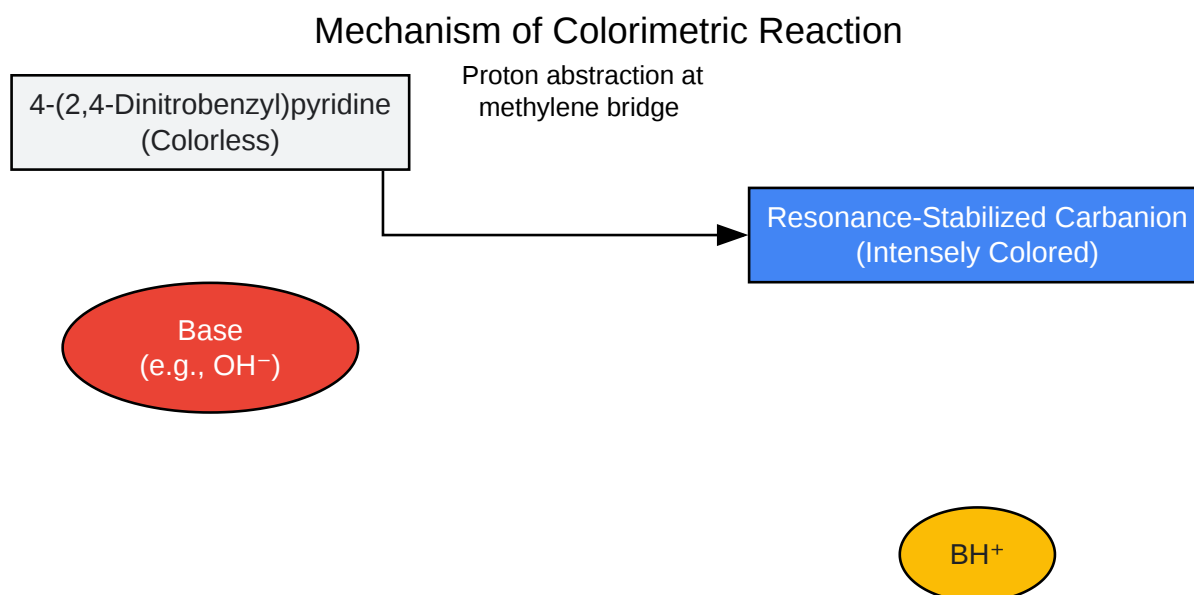 Mechanism of Colorimetric Reaction
Proton abstraction at
methylene bridge
4-(2,4-Dinitrobenzyl)pyridine
(Colorless)
Resonance-Stabilized Carbanion
(Intensely Colored)
Base
(e.g., OH⁻)
BH⁺